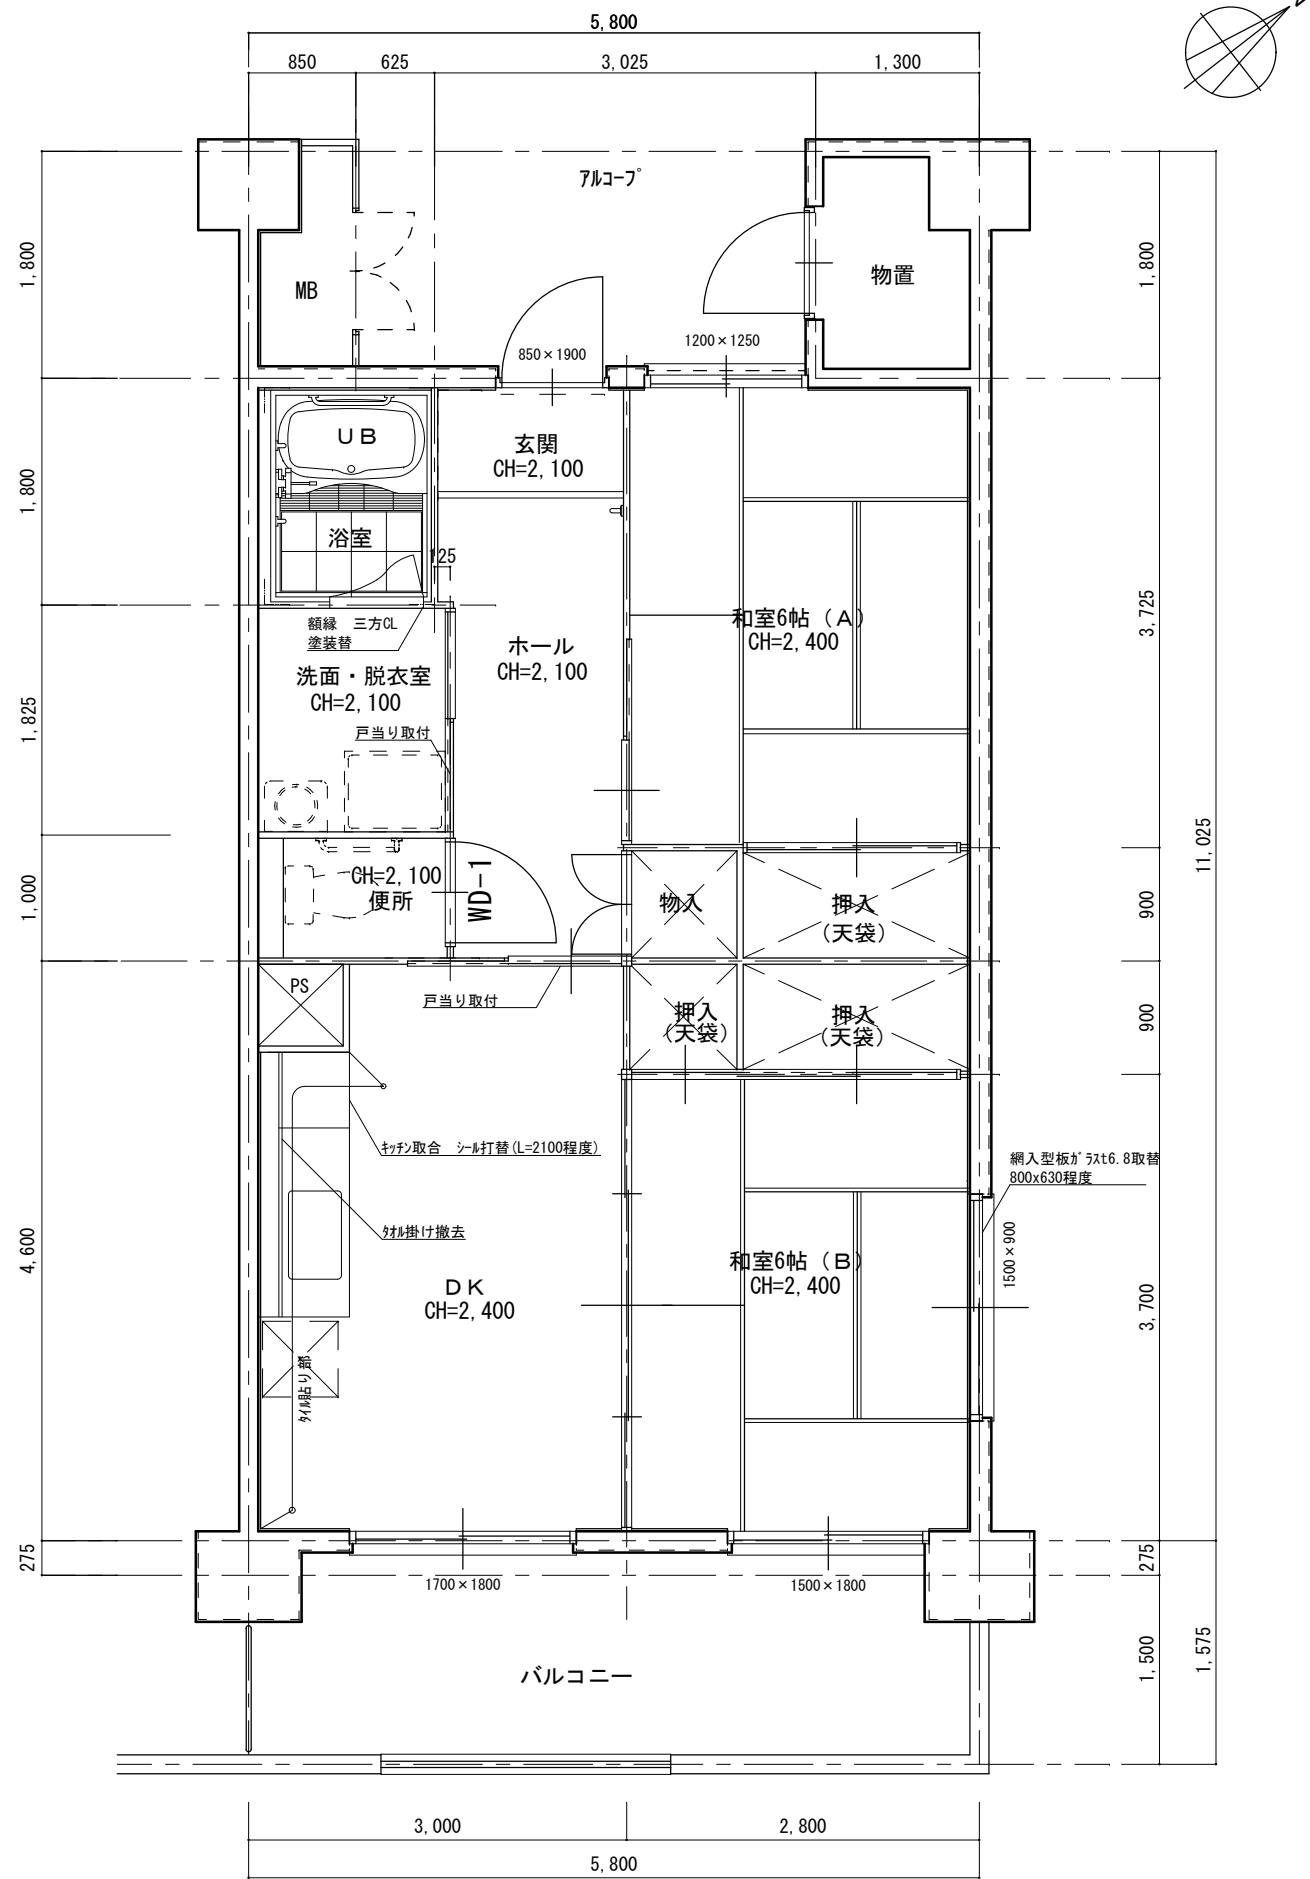 5,800
850
625
3,025
1,300
アルコーブ
1,800
MB
物置
1,800
850×1900
1200×1250
UB
玄関
CH=2,100
1,800
浴室
125
額縁 三方CL
塗装替
和室6帖(A)
CH=2,400
3,725
ホール
CH=2,100
洗面・脱衣室
CH=2,100
1,825
戸当り取付
11,025
CH=2,100
便所
WD-1
1,000
物入
押入
(天袋)
900
PS
戸当り取付
押入
(天袋)
押入
(天袋)
900
キッチン取合 シール打替(L=2100程度)
網入型板ガラスt6.8取替
800x630程度
タオル掛け撤去
4,600
1500×900
和室6帖(B)
CH=2,400
DK
CH=2,400
3,700
タイル貼り部
275
275
1700×1800
1500×1800
バルコニー
1,500
1,575
3,000
2,800
5,800